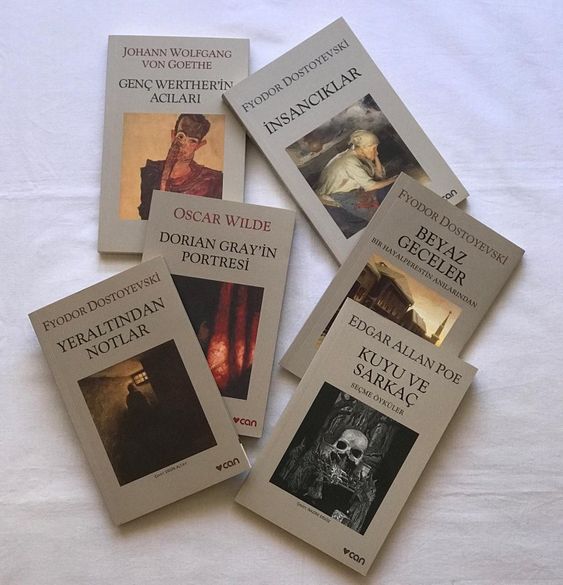 JOHANN WOLFGANG
VON GOETHE
GENÇ WERTHER'İN
ACILARI
FYODOR DOSTOYEVSKİ
İNSANCIKLAR
can
OSCAR WILDE
DORIAN GRAY'İN
PORTRESİ
can
FYODOR DOSTOYEVSKİ
BEYAZ
GECELER
BİR HAYALPERESTİN ANILARINDAN
FYODOR DOSTOYEVSKİ
YERALTINDAN
NOTLAR
can
EDGAR ALLAN POE
KUYU VE
SARKAÇ
SEÇME ÖYKÜLER
can